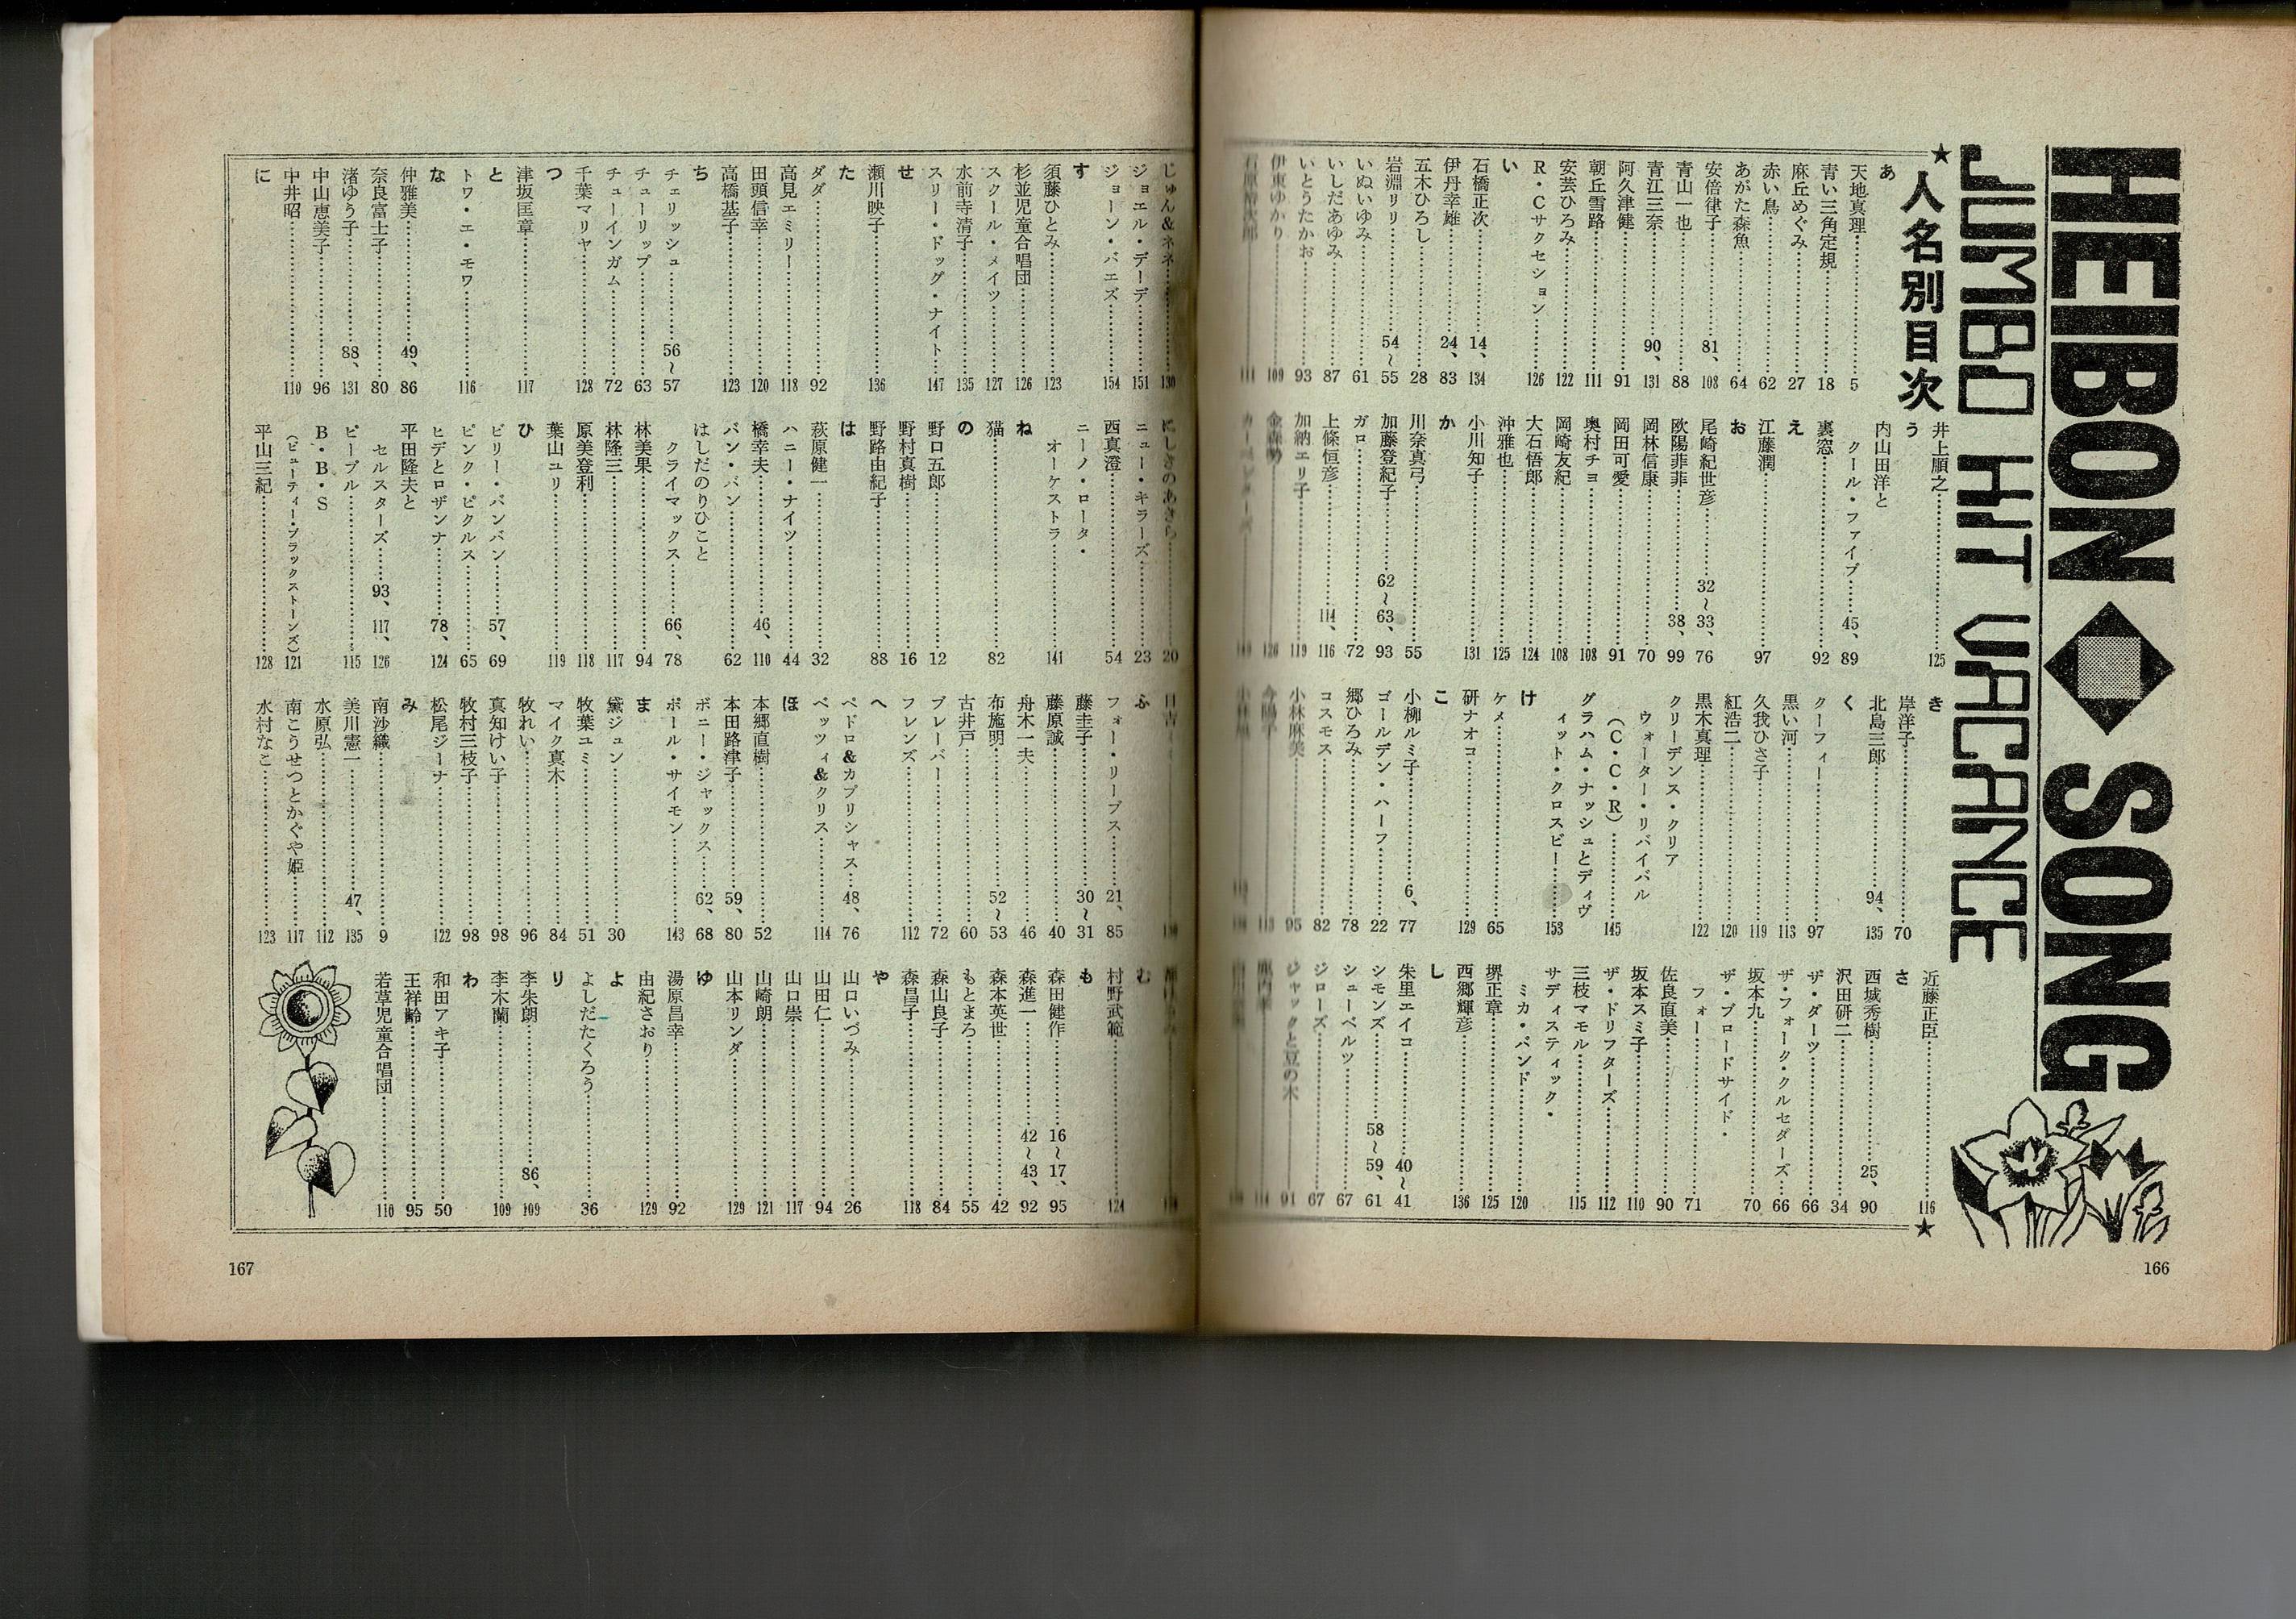 HEIBON◆SONG
JUMBO HIT VACANCE
★人名別目次
あ
天地真理……5
青い三角定規……18
麻丘めぐみ……27
赤い鳥……62
あがた森魚……64
安倍律子……81、108
青山一也……88
青江三奈……90、131
阿久津健……91
朝丘雪路……111
安芸ひろみ……122
R・Cサクセション……126
い
石橋正次……14、134
伊丹幸雄……24、83
五木ひろし……28
岩淵リリ……54〜55
いぬいゆみ……61
いしだあゆみ……87
いとうたかお……93
伊東ゆかり……109
石原裕次郎……111
井上順之……125
う
内山田洋と
クール・ファイブ……45、89
裏窓……92
え
江藤潤……97
お
尾崎紀世彦……32〜33、76
欧陽菲菲……38、99
岡林信康……70
岡田可愛……91
奥村チヨ……108
岡崎友紀……108
大石悟郎……124
沖雅也……125
小川知子……131
か
川奈真弓……55
加藤登紀子……62〜63、93
ガロ……72
上條恒彦……114、116
加納エリ子……119
金森勢……126
カーペンターズ……
き
岸洋子……70
北島三郎……94、135
く
クーフィー……97
黒い河……113
久我ひさ子……119
紅浩二……120
黒木真理……122
クリーデンス・クリア
ウォーター・リバイバル
（C・C・R）……145
グラハム・ナッシュとディヴ
ィット・クロスビー……153
け
ケメ……65
研ナオコ……129
こ
小柳ルミ子……6、77
ゴールデン・ハーフ……22
郷ひろみ……78
コスモス……82
小林麻美……95
今陽子……113
小林旭……
近藤正臣……116
さ
西城秀樹……25、90
沢田研二……34
ザ・ダーツ……66
ザ・フォーク・クルセダーズ……66
坂本九……70
ザ・ブロードサイド・
フォー……71
佐良直美……90
坂本スミ子……110
ザ・ドリフターズ……112
三枝マモル……115
サディスティック・
ミカ・バンド……120
堺正章……125
西郷輝彦……136
し
朱里エイコ……40〜41
シモンズ……58〜59、61
シューベルツ……67
ジローズ……67
ジャックと豆の木……91
166
じゅん&ネネ……130
ジョエル・デーデ……151
ジョーン・バエズ……154
す
須藤ひとみ……123
杉並児童合唱団……126
スクール・メイツ……127
水前寺清子……135
スリー・ドッグ・ナイト……147
せ
瀬川映子……136
た
ダダ……92
高見エミリー……118
田頭信幸……120
高橋基子……123
ち
チェリッシュ……56〜57
チューリップ……63
チューインガム……72
千葉マリヤ……128
つ
津坂匡章……117
と
トワ・エ・モワ……116
な
仲雅美……49、86
奈良富士子……80
渚ゆう子……88、131
中山恵美子……96
中井昭……110
に
にしきのあきら……20
ニュー・キラーズ……23
西真澄……54
ニーノ・ロータ・
オーケストラ……141
ね
猫……82
の
野口五郎……12
野村真樹……16
野路由紀子……88
は
萩原健一……32
ハニー・ナイツ……44
橋幸夫……46、110
バン・バン……62
はしだのりひこと
クライマックス……66、78
林美果……94
林隆三……117
原美登利……118
葉山ユリ……119
ひ
ビリー・バンバン……57、69
ピンク・ピクルス……65
ヒデとロザンナ……78、124
平田隆夫と
セルスターズ……93、117、126
ピープル……115
B・B・S
（ビューティー・ブラックストーンズ）121
平山三紀……128
ふ
フォー・リーブス……21、85
藤圭子……30〜31
藤原誠……40
舟木一夫……46
布施明……52〜53
古井戸……60
ブレーバー……72
フレンズ……112
へ
ペドロ&カプリシャス……48、76
ベッツィ&クリス……114
ほ
本郷直樹……52
本田路津子……59、80
ボニー・ジャックス……62、68
ポール・サイモン……143
ま
黛ジュン……30
牧葉ユミ……51
マイク真木……84
牧れい……96
真知けい子……98
牧村三枝子……98
松尾ジーナ……122
み
南沙織……9
美川憲一……47、135
水原弘……112
南こうせつとかぐや姫……117
水村なこ……123
む
村野武範……124
も
森田健作……16〜17、95
森進一……42〜43、92
森本英世……42
もとまろ……55
森山良子……84
森昌子……118
や
山口いづみ……26
山田仁……94
山口崇……117
山崎朗……121
山本リンダ……129
ゆ
湯原昌幸……92
由紀さおり……129
よ
よしだたくろう……36
り
李朱朗……86、109
李木蘭……109
わ
和田アキ子……50
王祥齢……95
若草児童合唱団……110
167